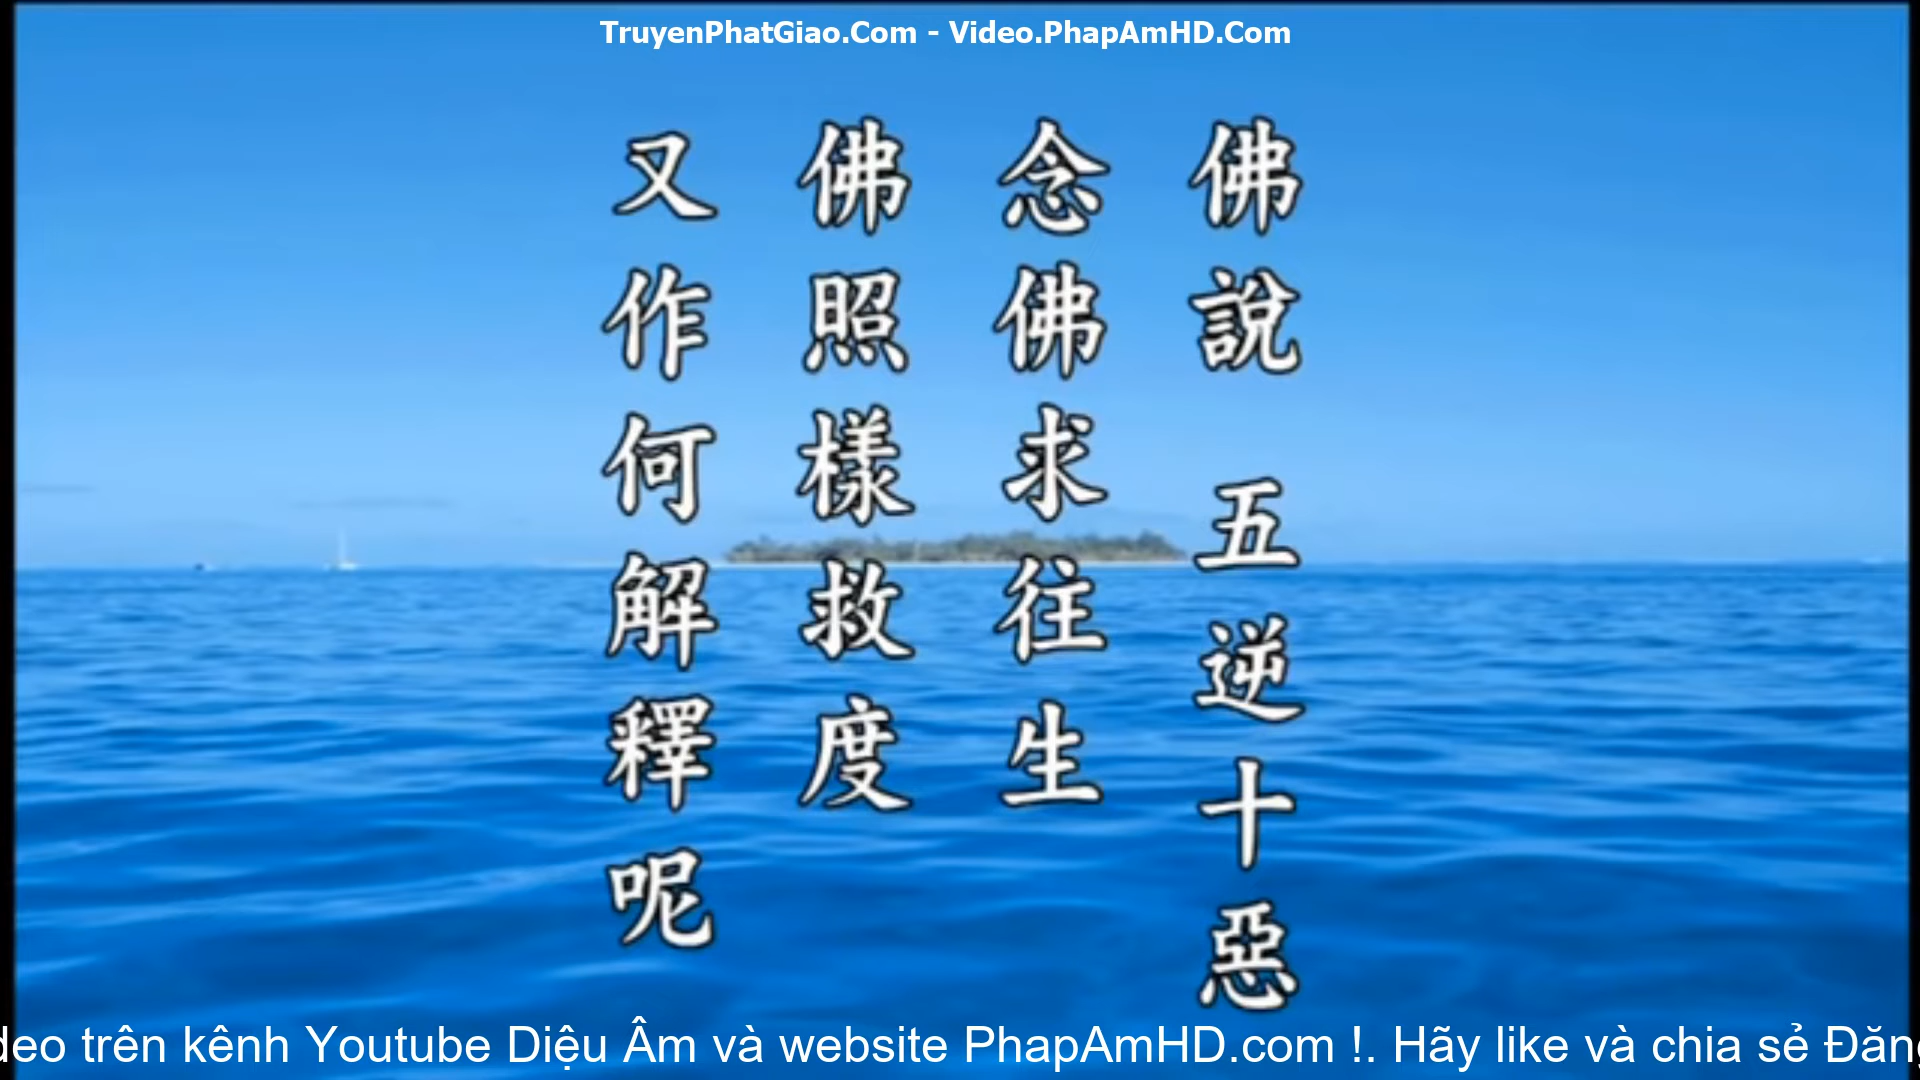 TruyenPhatGiao.Com - Video.PhapAmHD.Com
佛說 五逆十惡
念佛求往生
佛照樣救度
又作何解釋呢
deo trên kênh Youtube Diệu Âm và website PhapAmHD.com !. Hãy like và chia sẻ Đăng